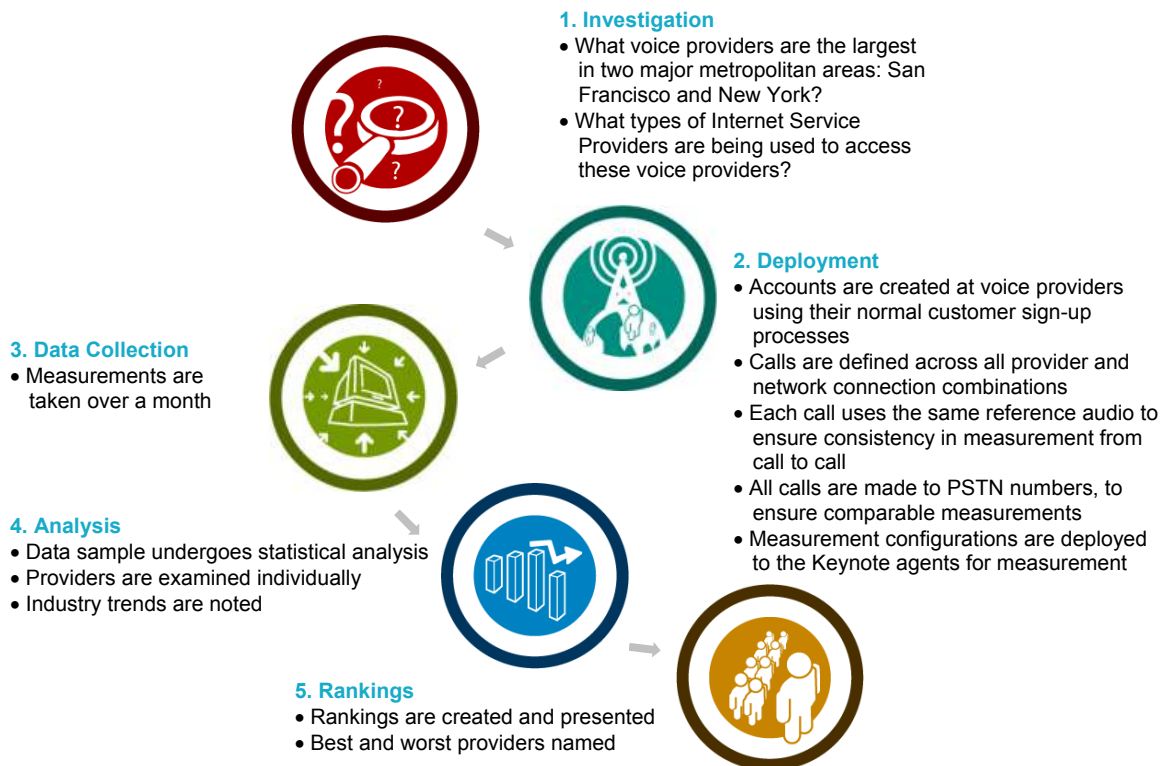 1. Investigation
• What voice providers are the largest
in two major metropolitan areas: San
Francisco and New York?
• What types of Internet Service
Providers are being used to access
these voice providers?
?
?
?
?
2. Deployment
• Accounts are created at voice providers
using their normal customer sign-up
processes
• Calls are defined across all provider and
network connection combinations
• Each call uses the same reference audio to
ensure consistency in measurement from
call to call
• All calls are made to PSTN numbers, to
ensure comparable measurements
• Measurement configurations are deployed
to the Keynote agents for measurement
3. Data Collection
• Measurements are
taken over a month
4. Analysis
• Data sample undergoes statistical analysis
• Providers are examined individually
• Industry trends are noted
5. Rankings
• Rankings are created and presented
• Best and worst providers named